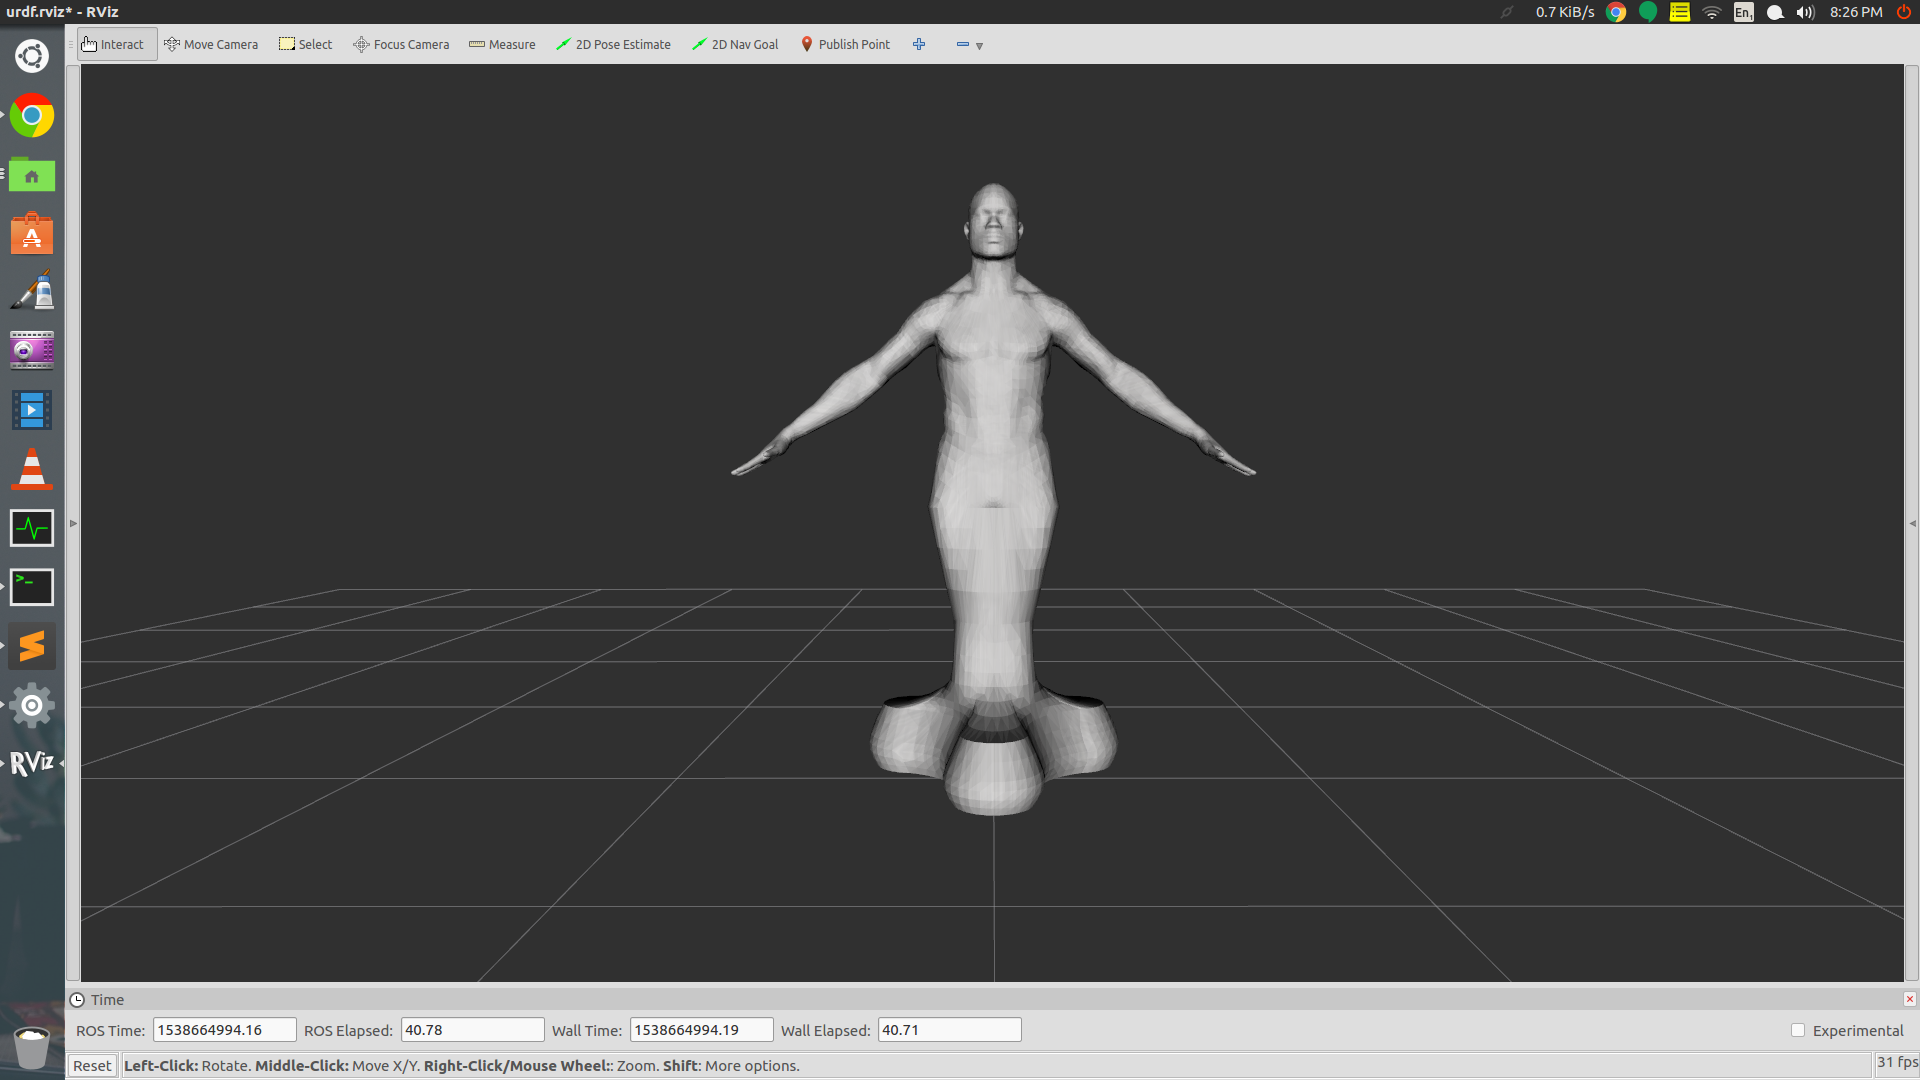 urdf.rviz* - RViz
0.7 KiB/s
En1
8:26 PM
Interact
Move Camera
Select
Focus Camera
Measure
2D Pose Estimate
2D Nav Goal
Publish Point
A
>_
RViz
Time
ROS Time: 1538664994.16
ROS Elapsed: 40.78
Wall Time: 1538664994.19
Wall Elapsed: 40.71
Experimental
Reset
Left-Click: Rotate. Middle-Click: Move X/Y. Right-Click/Mouse Wheel:: Zoom. Shift: More options.
31 fps